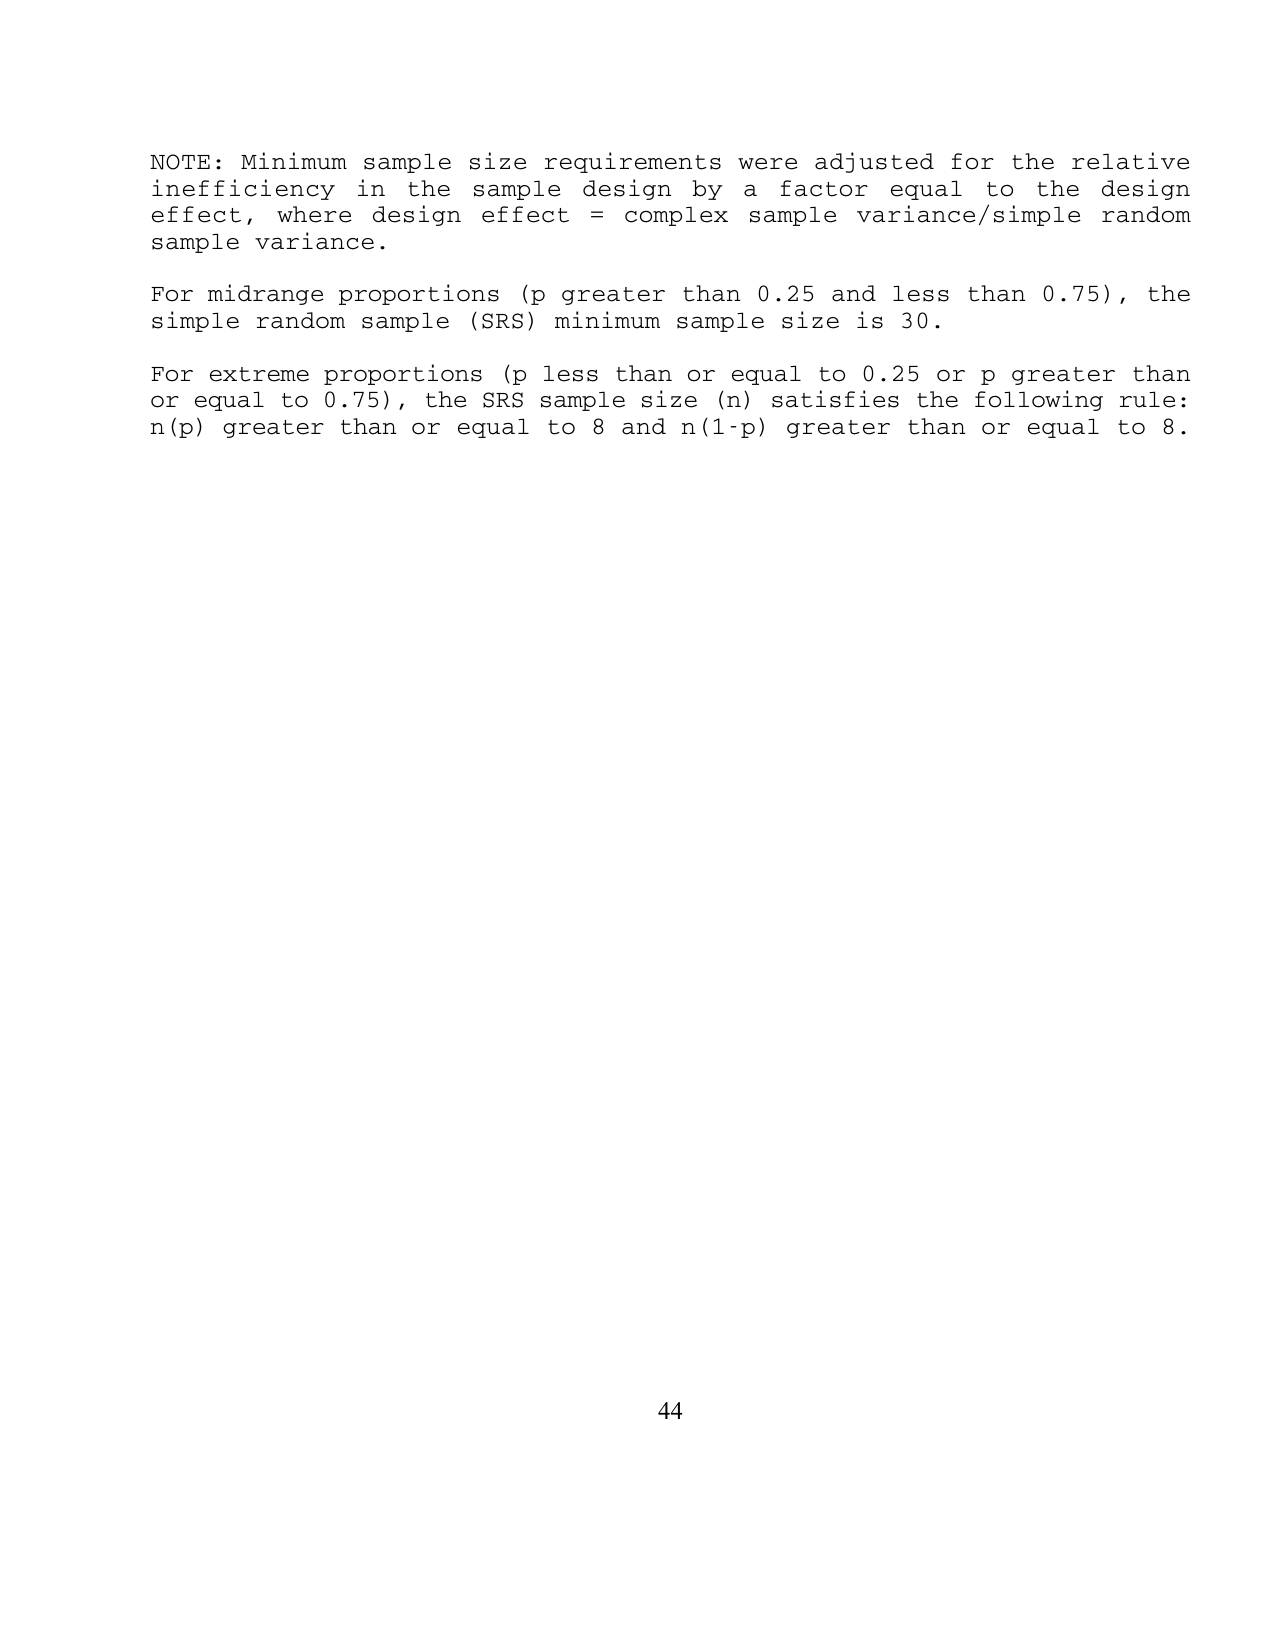 NOTE: Minimum sample size requirements were adjusted for the relative
inefficiency in the sample design by a factor equal to the design
effect, where design effect = complex sample variance/simple random
sample variance.
For midrange proportions (p greater than 0.25 and less than 0.75), the
simple random sample (SRS) minimum sample size is 30.
For extreme proportions (p less than or equal to 0.25 or p greater than
or equal to 0.75), the SRS sample size (n) satisfies the following rule:
n(p) greater than or equal to 8 and n(1-p) greater than or equal to 8.
44